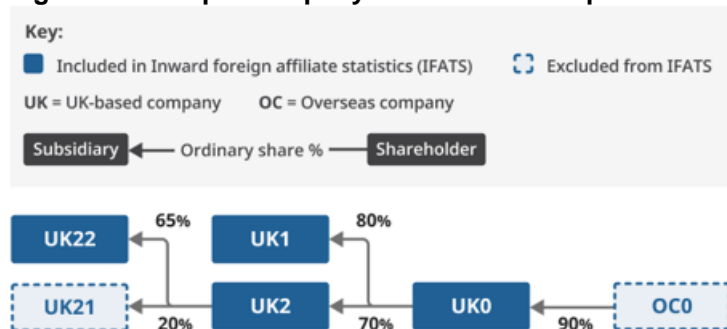 Key:
Included in Inward foreign affiliate statistics (IFATS) Excluded from IFATS
UK = UK-based company OC = Overseas company
Subsidiary Ordinary share % Shareholder
65% 80%
UK22 UK1
UK21 UK2 UK0 OC0
20% 70% 90%